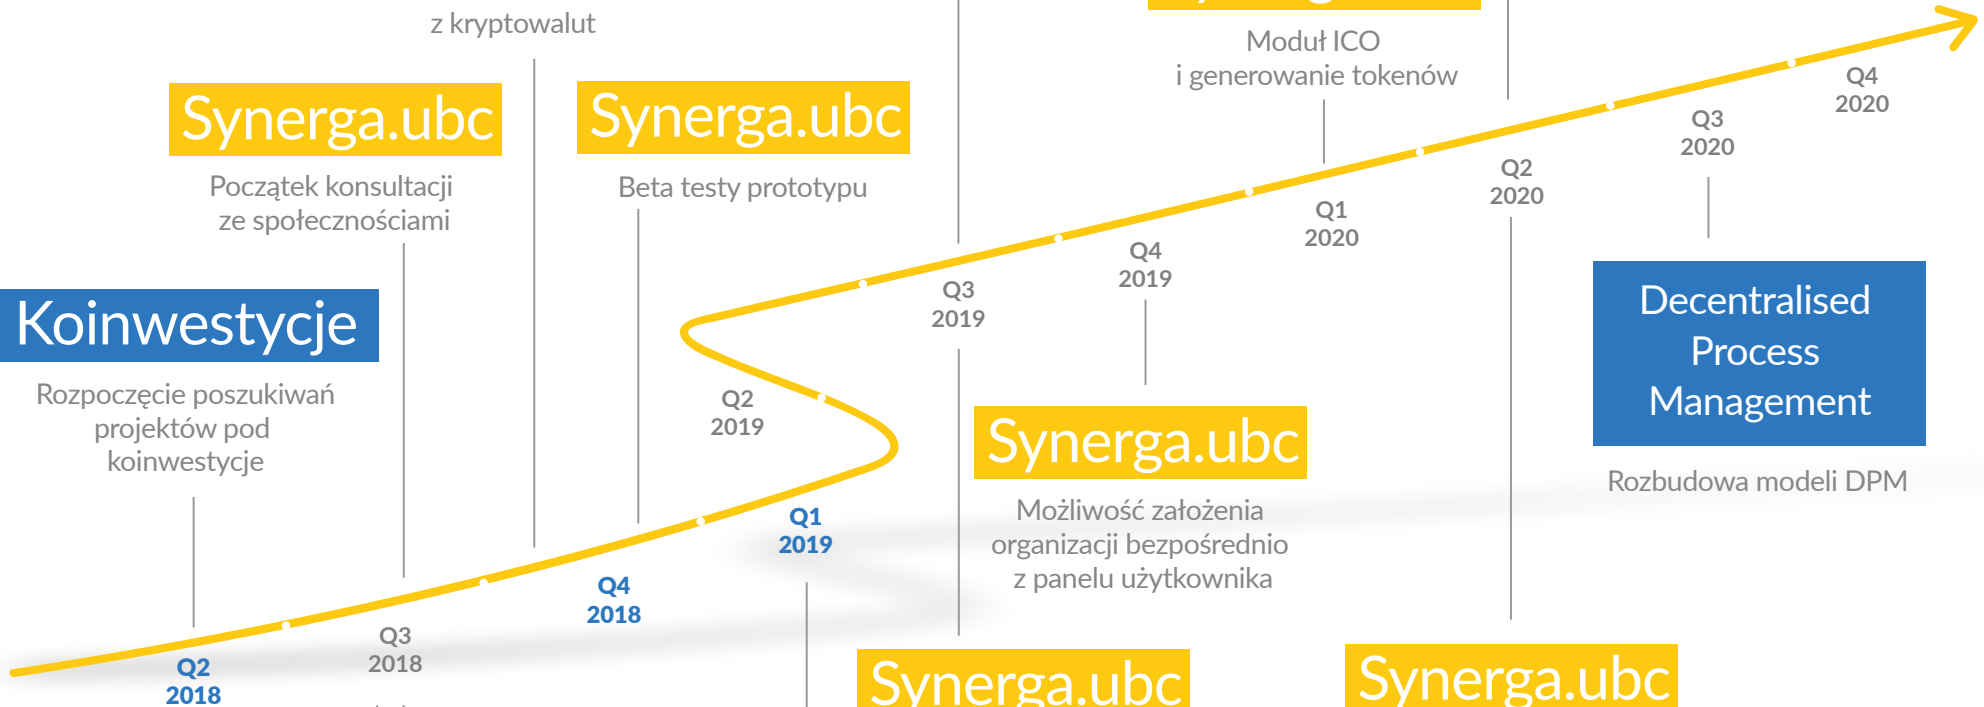 z kryptowalut
Moduł ICO
i generowanie tokenów
Q4
2020
Synerga.ubc
Synerga.ubc
Q3
2020
Początek konsultacji
ze społecznościami
Beta testy prototypu
Q2
2020
Q1
2020
Q4
2019
Q3
2019
Koinwestycje
Decentralised
Process
Management
Rozpoczęcie poszukiwań
projektów pod
koinwestycje
Q2
2019
Synerga.ubc
Rozbudowa modeli DPM
Możliwość założenia
organizacji bezpośrednio
z panelu użytkownika
Q1
2019
Q4
2018
Q3
2018
Q2
2018
Synerga.ubc
Synerga.ubc